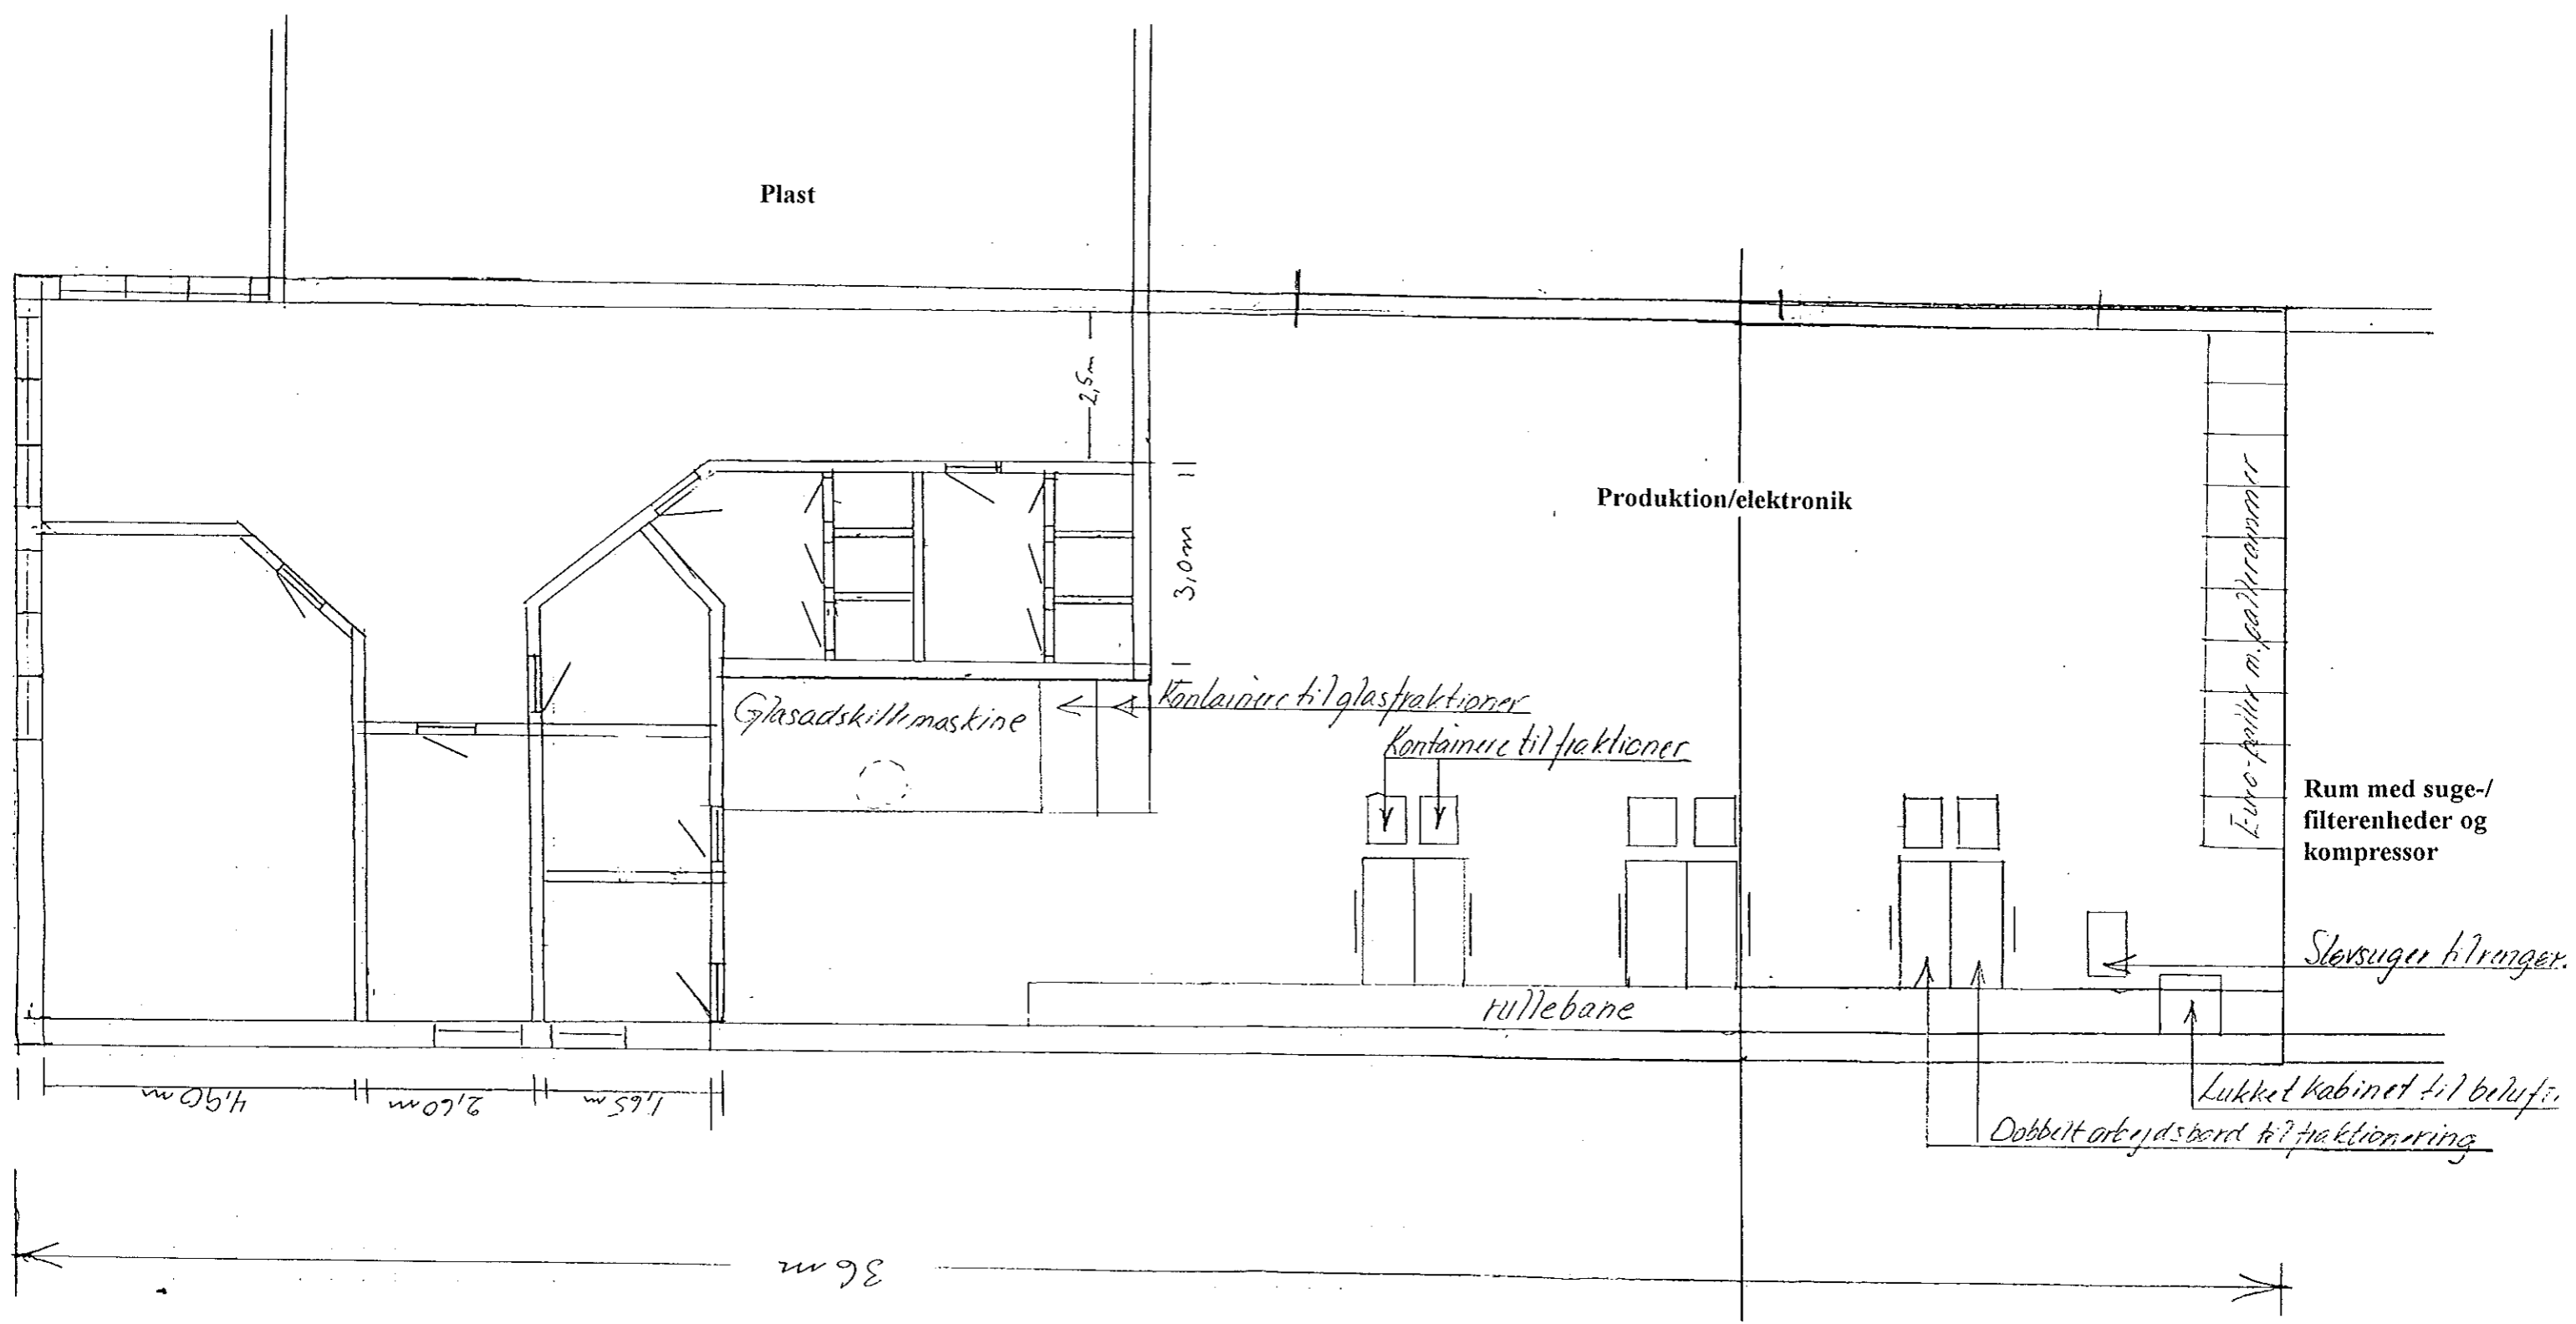 Plast
2,5m
3,0m
Produktion/elektronik
Glasadskillemaskine
Kontainere til glasfraktioner
Kontainere til fraktioner
Euro-paller m. pallerammer
Rum med suge-/
filterenheder og
kompressor
Støvsuger til rengør.
rullebane
Lukket kabinet til beluft.
Dobbelt arbejdsbord til fraktionering
4,90m
2,60m
1,65m
36m